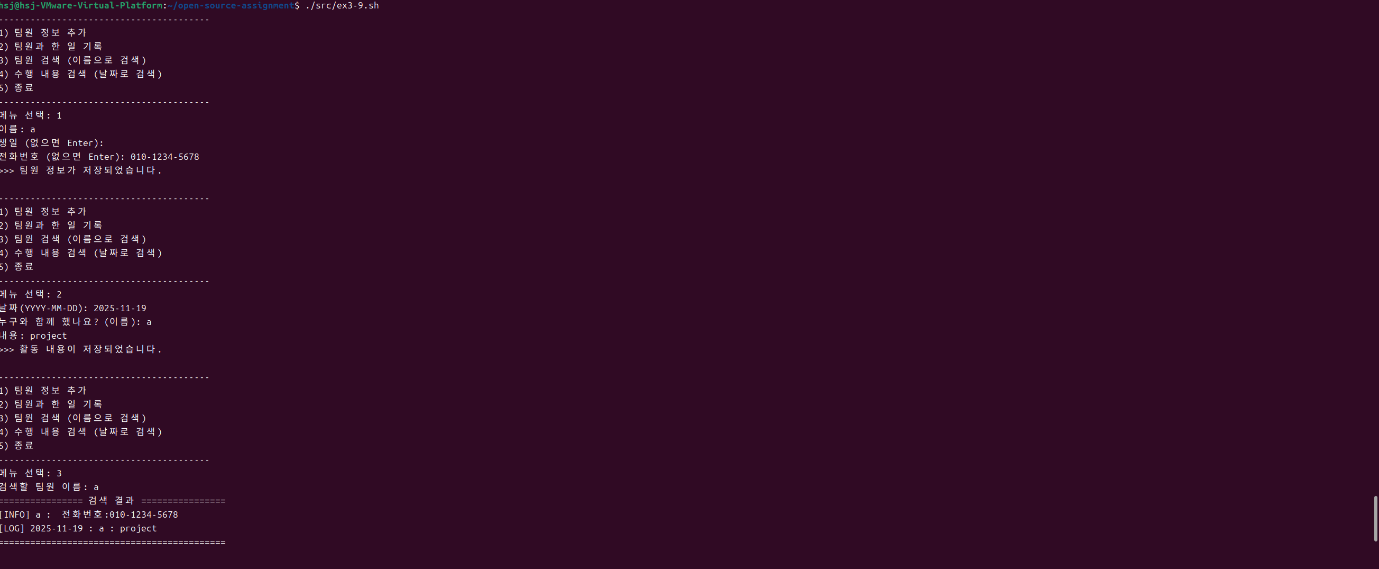 hsj@hsj-VMware-Virtual-Platform:~/open-source-assignment$ ./src/ex3-9.sh
----------------------------------------
1) 팀원 정보 추가
2) 팀원과 한 일 기록
3) 팀원 검색 (이름으로 검색)
4) 수행 내용 검색 (날짜로 검색)
5) 종료
----------------------------------------
메뉴 선택: 1
이름: a
생일 (없으면 Enter):
전화번호 (없으면 Enter): 010-1234-5678
>>> 팀원 정보가 저장되었습니다.
----------------------------------------
1) 팀원 정보 추가
2) 팀원과 한 일 기록
3) 팀원 검색 (이름으로 검색)
4) 수행 내용 검색 (날짜로 검색)
5) 종료
----------------------------------------
메뉴 선택: 2
날짜(YYYY-MM-DD): 2025-11-19
누구와 함께 했나요? (이름): a
내용: project
>>> 활동 내용이 저장되었습니다.
----------------------------------------
1) 팀원 정보 추가
2) 팀원과 한 일 기록
3) 팀원 검색 (이름으로 검색)
4) 수행 내용 검색 (날짜로 검색)
5) 종료
----------------------------------------
메뉴 선택: 3
검색할 팀원 이름: a
================ 검색 결과 ================
[INFO] a :  전화번호:010-1234-5678
[LOG] 2025-11-19 : a : project
===========================================